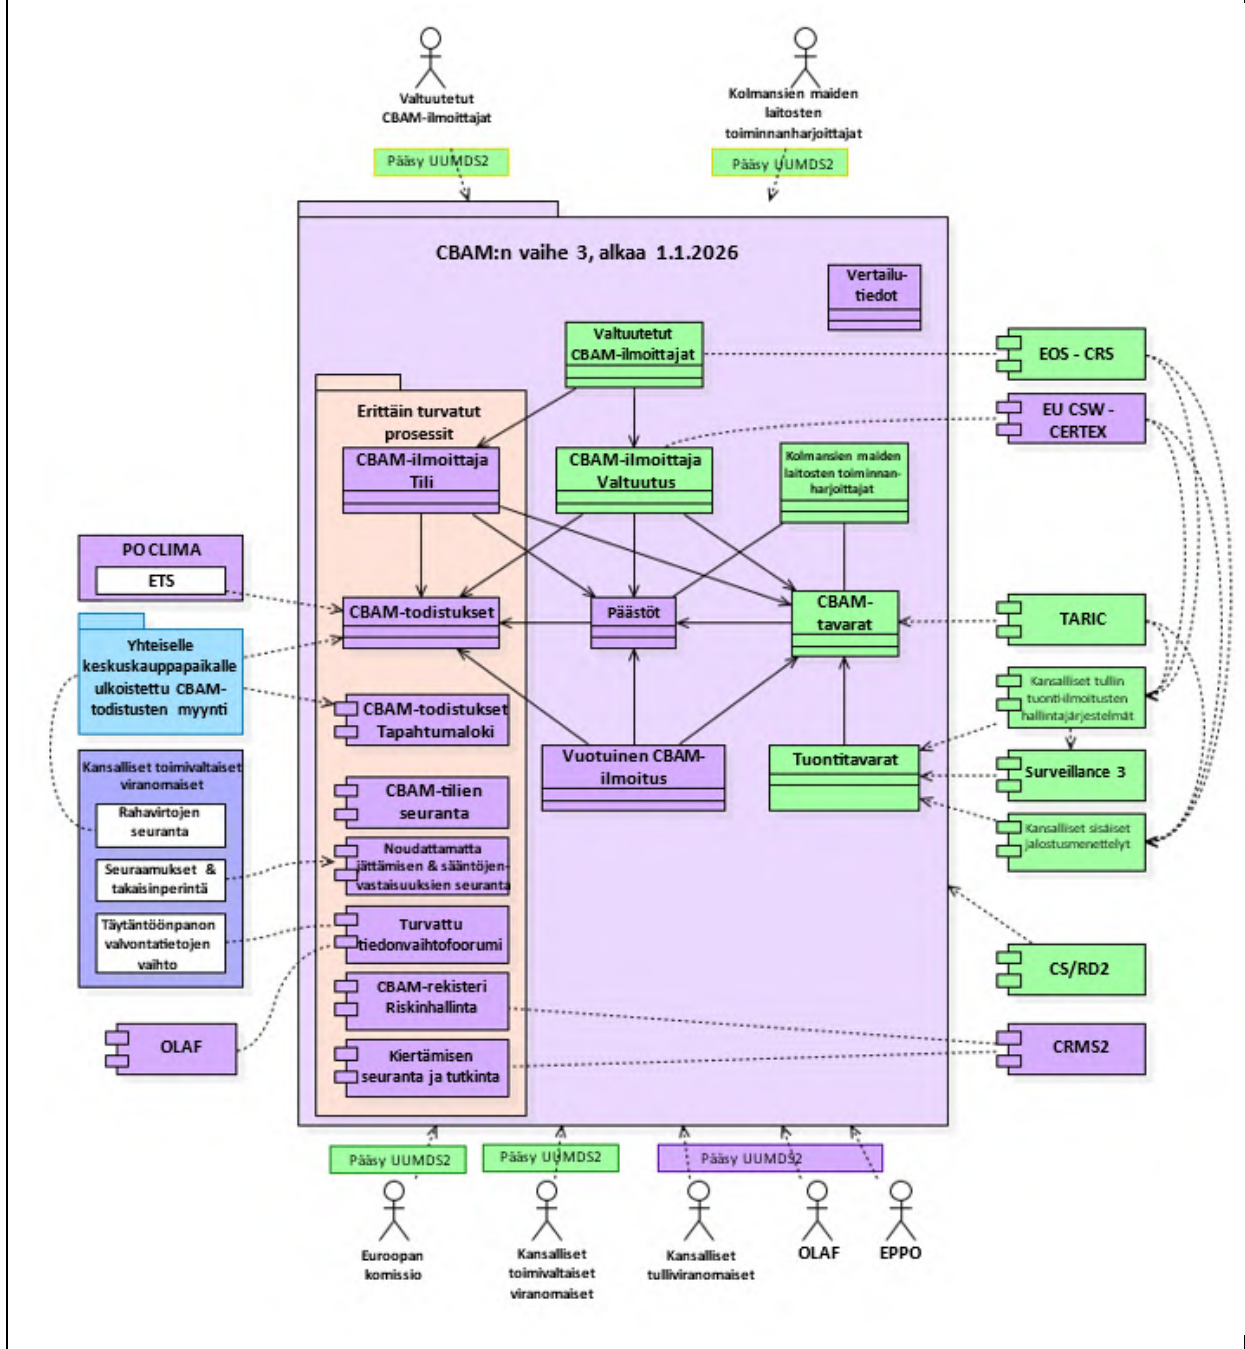 Valtuutetut
CBAM-ilmoittajat
Kolmansien maiden
laitosten
toiminnanharjoittajat
Pääsy UUMDS2
Pääsy UUMDS2
CBAM:n vaihe 3, alkaa 1.1.2026
Vertailu-
tiedot
Valtuutetut
CBAM-ilmoittajat
EOS - CRS
Erittäin turvatut
prosessit
EU CSW -
CERTEX
CBAM-ilmoittaja
Tili
CBAM-ilmoittaja
Valtuutus
Kolmansien maiden
laitosten toiminnan-
harjoittajat
PO CLIMA
ETS
CBAM-todistukset
Päästöt
CBAM-
tavarat
TARIC
Yhteiselle
keskuskauppapaikalle
ulkoistettu CBAM-
todistusten myynti
Kansalliset tullin
tuonti-ilmoitusten
hallintajärjestelmät
CBAM-todistukset
Tapahtumaloki
Vuotuinen CBAM-
ilmoitus
Tuontitavarat
Surveillance 3
Kansalliset toimivaltaiset
viranomaiset
Rahavirtojen
seuranta
CBAM-tilien
seuranta
Kansalliset sisäiset
jalostusmenettelyt
Seuraamukset &
takaisinperintä
Noudattamatta
jättämisen & sääntöjen-
vastaisuuksien seuranta
Täytäntöönpanon
valvontatietojen
vaihto
Turvattu
tiedonvaihtofoorumi
CS/RD2
CBAM-rekisteri
Riskinhallinta
OLAF
CRMS2
Kiertämisen
seuranta ja tutkinta
Pääsy UUMDS2
Pääsy UUMDS2
Pääsy UUMDS2
Euroopan
komissio
Kansalliset
toimivaltaiset
viranomaiset
Kansalliset
tulliviranomaiset
OLAF
EPPO